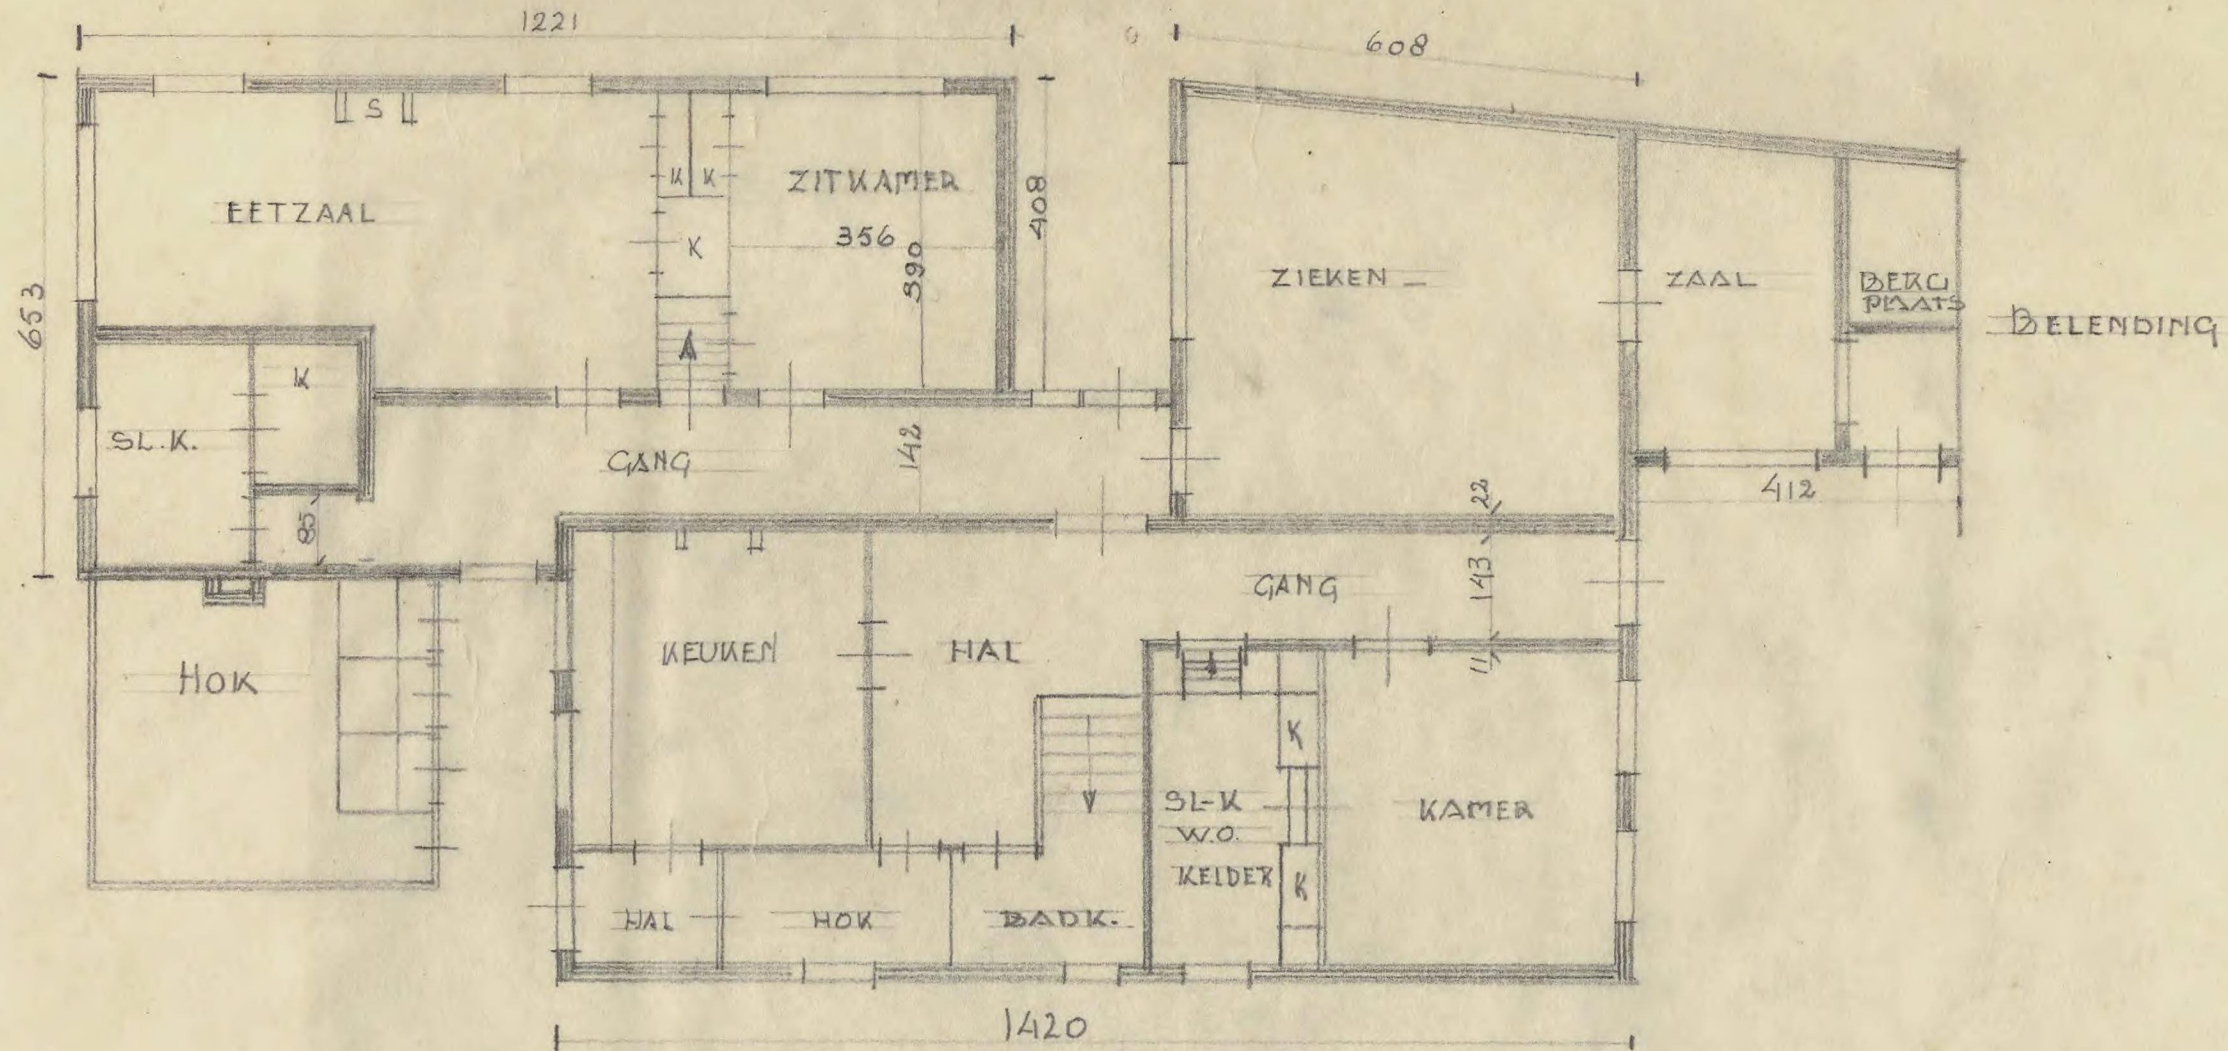 1221
608
S
K K
ZITKAMER
EETZAAL
408
356
K
390
653
ZIEKEN –
ZAAL
BERG
PLAATS
BELENDING
K
SL.K.
GANG
142
412
22
85
GANG
143
11
KEUKEN
HAL
HOK
K
SL-K
W.O.
KELDER
KAMER
K
HAL
HOK
BADK.
1420